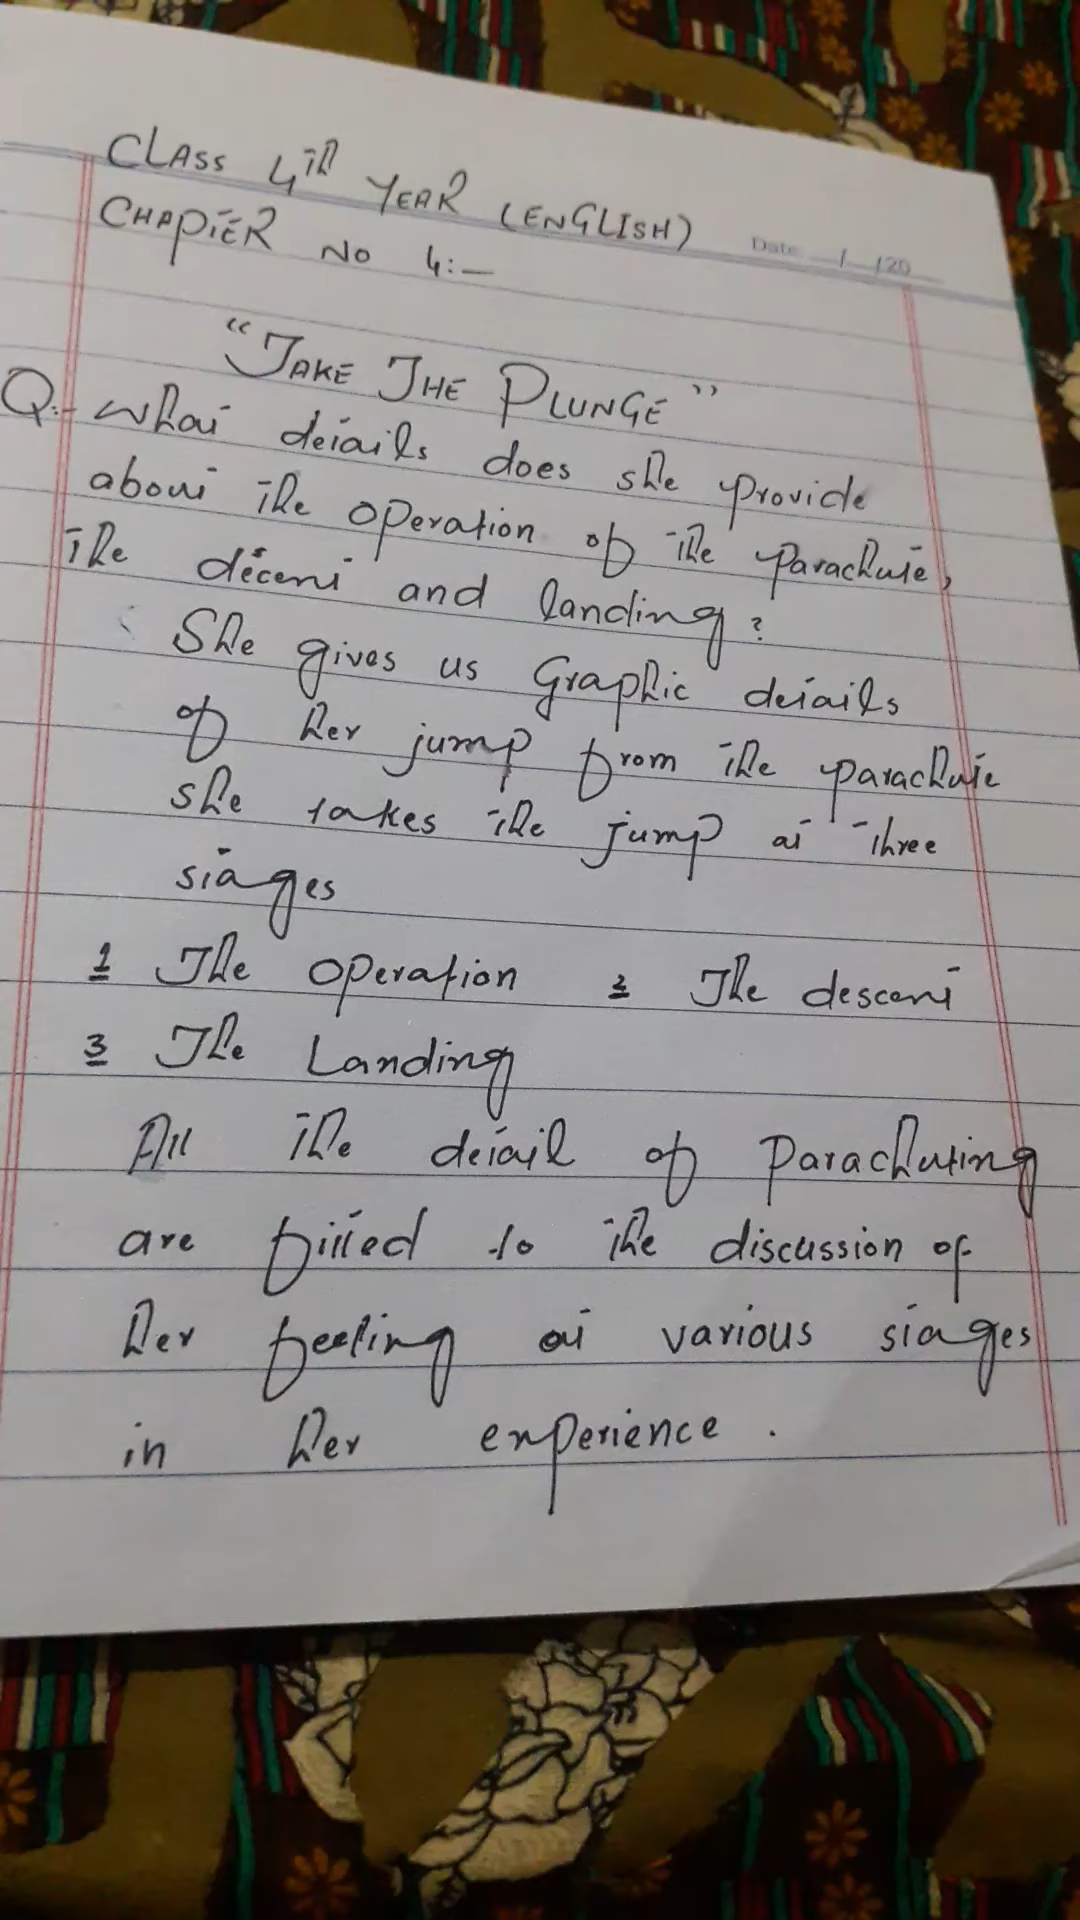 CLASS 4th YEAR (ENGLISH)
CHAPTER NO 4:-
Date __/__/20__
"TAKE THE PLUNGE"
Q:- What details does she provide
about the operation of the parachute,
the decent and landing?
She gives us Graphic details
of her jump from the parachute
she takes the jump at three
stages
1 The operation 2 The descent
3 The Landing
All the detail of Parachuting
are fitted to the discussion of
her feeling at various stages
in her experience.